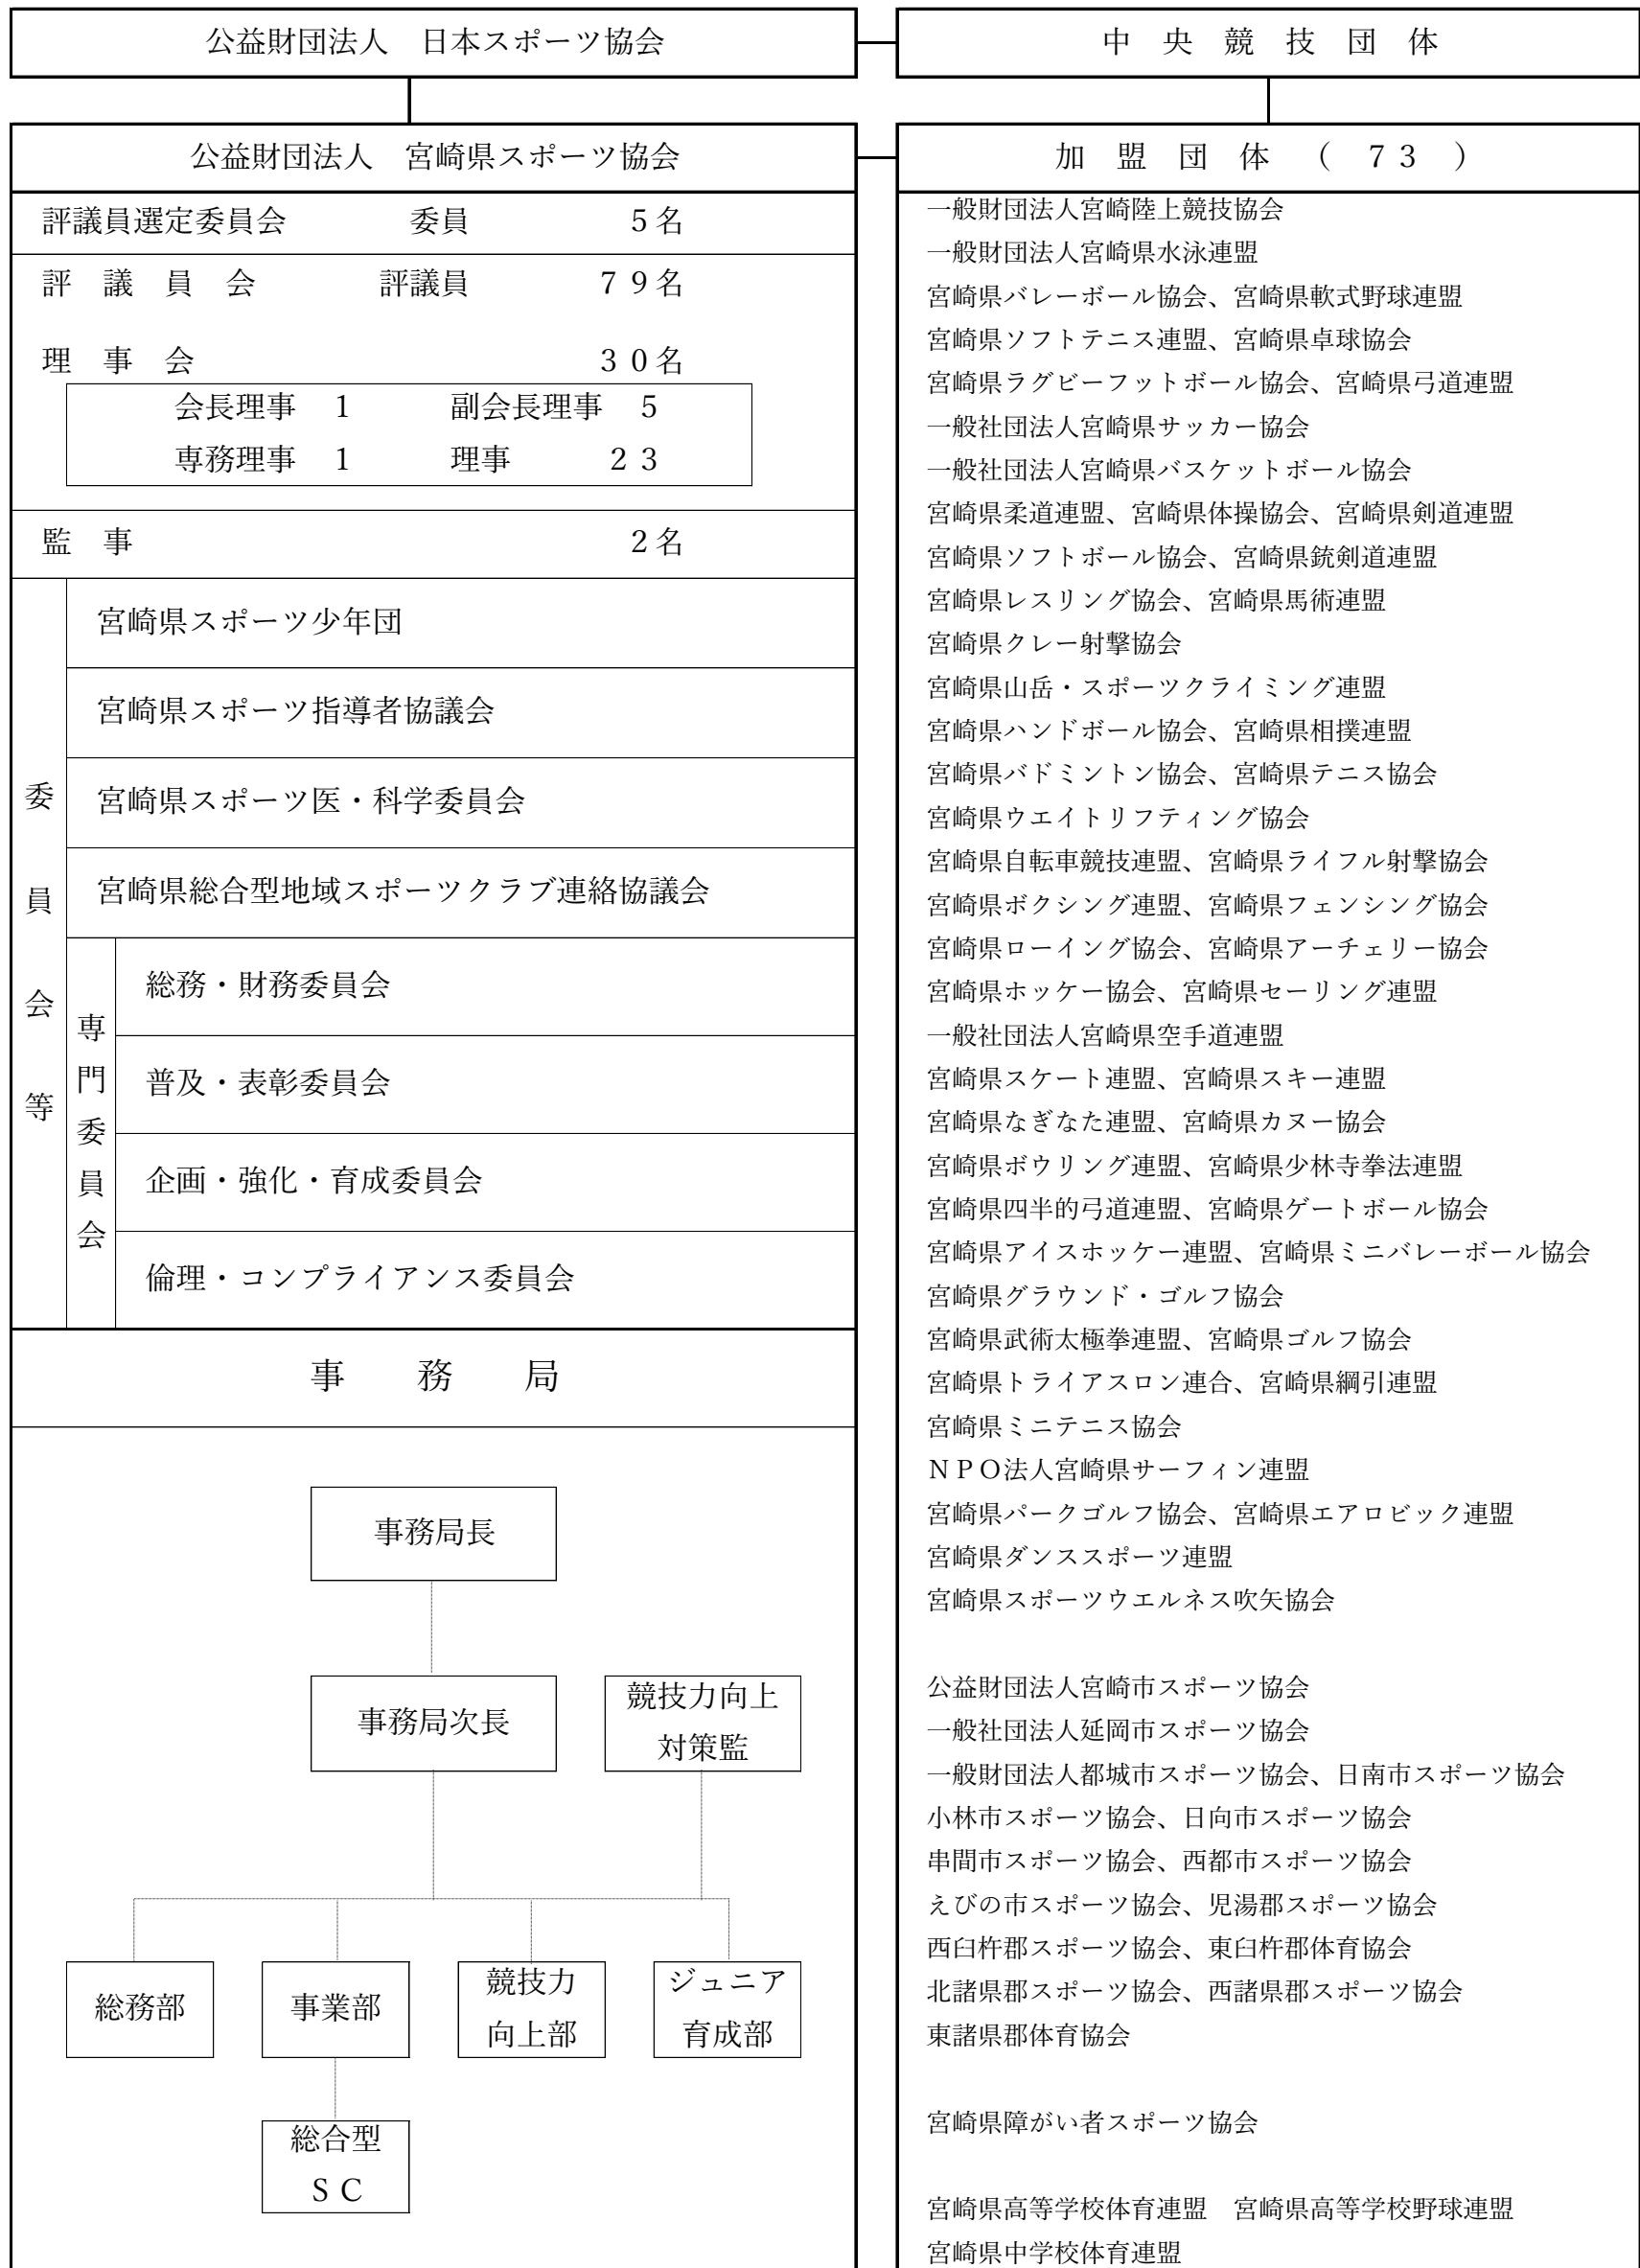 公益財団法人　日本スポーツ協会
中　央　競　技　団　体
公益財団法人　宮崎県スポーツ協会
評議員選定委員会　委員　５名
評　議　員　会　評議員　７９名
理　事　会　３０名
会長理事　１　副会長理事　５
専務理事　１　理事　２３
監　事　２名
委員会等
宮崎県スポーツ少年団
宮崎県スポーツ指導者協議会
宮崎県スポーツ医・科学委員会
宮崎県総合型地域スポーツクラブ連絡協議会
専門委員会
総務・財務委員会
普及・表彰委員会
企画・強化・育成委員会
倫理・コンプライアンス委員会
事　務　局
事務局長
事務局次長
競技力向上
対策監
総務部
事業部
競技力
向上部
ジュニア
育成部
総合型
ＳＣ
加　盟　団　体　（　７３　）
一般財団法人宮崎陸上競技協会
一般財団法人宮崎県水泳連盟
宮崎県バレーボール協会、宮崎県軟式野球連盟
宮崎県ソフトテニス連盟、宮崎県卓球協会
宮崎県ラグビーフットボール協会、宮崎県弓道連盟
一般社団法人宮崎県サッカー協会
一般社団法人宮崎県バスケットボール協会
宮崎県柔道連盟、宮崎県体操協会、宮崎県剣道連盟
宮崎県ソフトボール協会、宮崎県銃剣道連盟
宮崎県レスリング協会、宮崎県馬術連盟
宮崎県クレー射撃協会
宮崎県山岳・スポーツクライミング連盟
宮崎県ハンドボール協会、宮崎県相撲連盟
宮崎県バドミントン協会、宮崎県テニス協会
宮崎県ウエイトリフティング協会
宮崎県自転車競技連盟、宮崎県ライフル射撃協会
宮崎県ボクシング連盟、宮崎県フェンシング協会
宮崎県ローイング協会、宮崎県アーチェリー協会
宮崎県ホッケー協会、宮崎県セーリング連盟
一般社団法人宮崎県空手道連盟
宮崎県スケート連盟、宮崎県スキー連盟
宮崎県なぎなた連盟、宮崎県カヌー協会
宮崎県ボウリング連盟、宮崎県少林寺拳法連盟
宮崎県四半的弓道連盟、宮崎県ゲートボール協会
宮崎県アイスホッケー連盟、宮崎県ミニバレーボール協会
宮崎県グラウンド・ゴルフ協会
宮崎県武術太極拳連盟、宮崎県ゴルフ協会
宮崎県トライアスロン連合、宮崎県綱引連盟
宮崎県ミニテニス協会
ＮＰＯ法人宮崎県サーフィン連盟
宮崎県パークゴルフ協会、宮崎県エアロビック連盟
宮崎県ダンススポーツ連盟
宮崎県スポーツウエルネス吹矢協会
公益財団法人宮崎市スポーツ協会
一般社団法人延岡市スポーツ協会
一般財団法人都城市スポーツ協会、日南市スポーツ協会
小林市スポーツ協会、日向市スポーツ協会
串間市スポーツ協会、西都市スポーツ協会
えびの市スポーツ協会、児湯郡スポーツ協会
西臼杵郡スポーツ協会、東臼杵郡体育協会
北諸県郡スポーツ協会、西諸県郡スポーツ協会
東諸県郡体育協会
宮崎県障がい者スポーツ協会
宮崎県高等学校体育連盟　宮崎県高等学校野球連盟
宮崎県中学校体育連盟